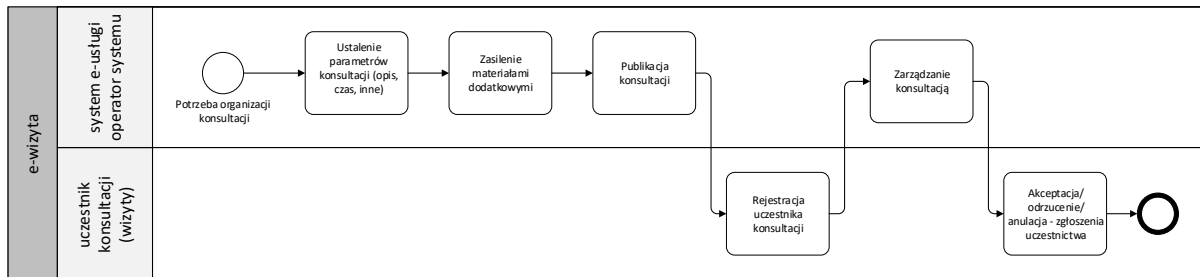 e-wizyta
system e-usługi
operator systemu
Potrzeba organizacji
konsultacji
Ustalenie
parametrów
konsultacji (opis,
czas, inne)
Zasilenie
materiałami
dodatkowymi
Publikacja
konsultacji
Zarządzanie
konsultacją
uczestnik
konsultacji
(wizyty)
Rejestracja
uczestnika
konsultacji
Akceptacja/
odrzucenie/
anulacja - zgłoszenia
uczestnictwa